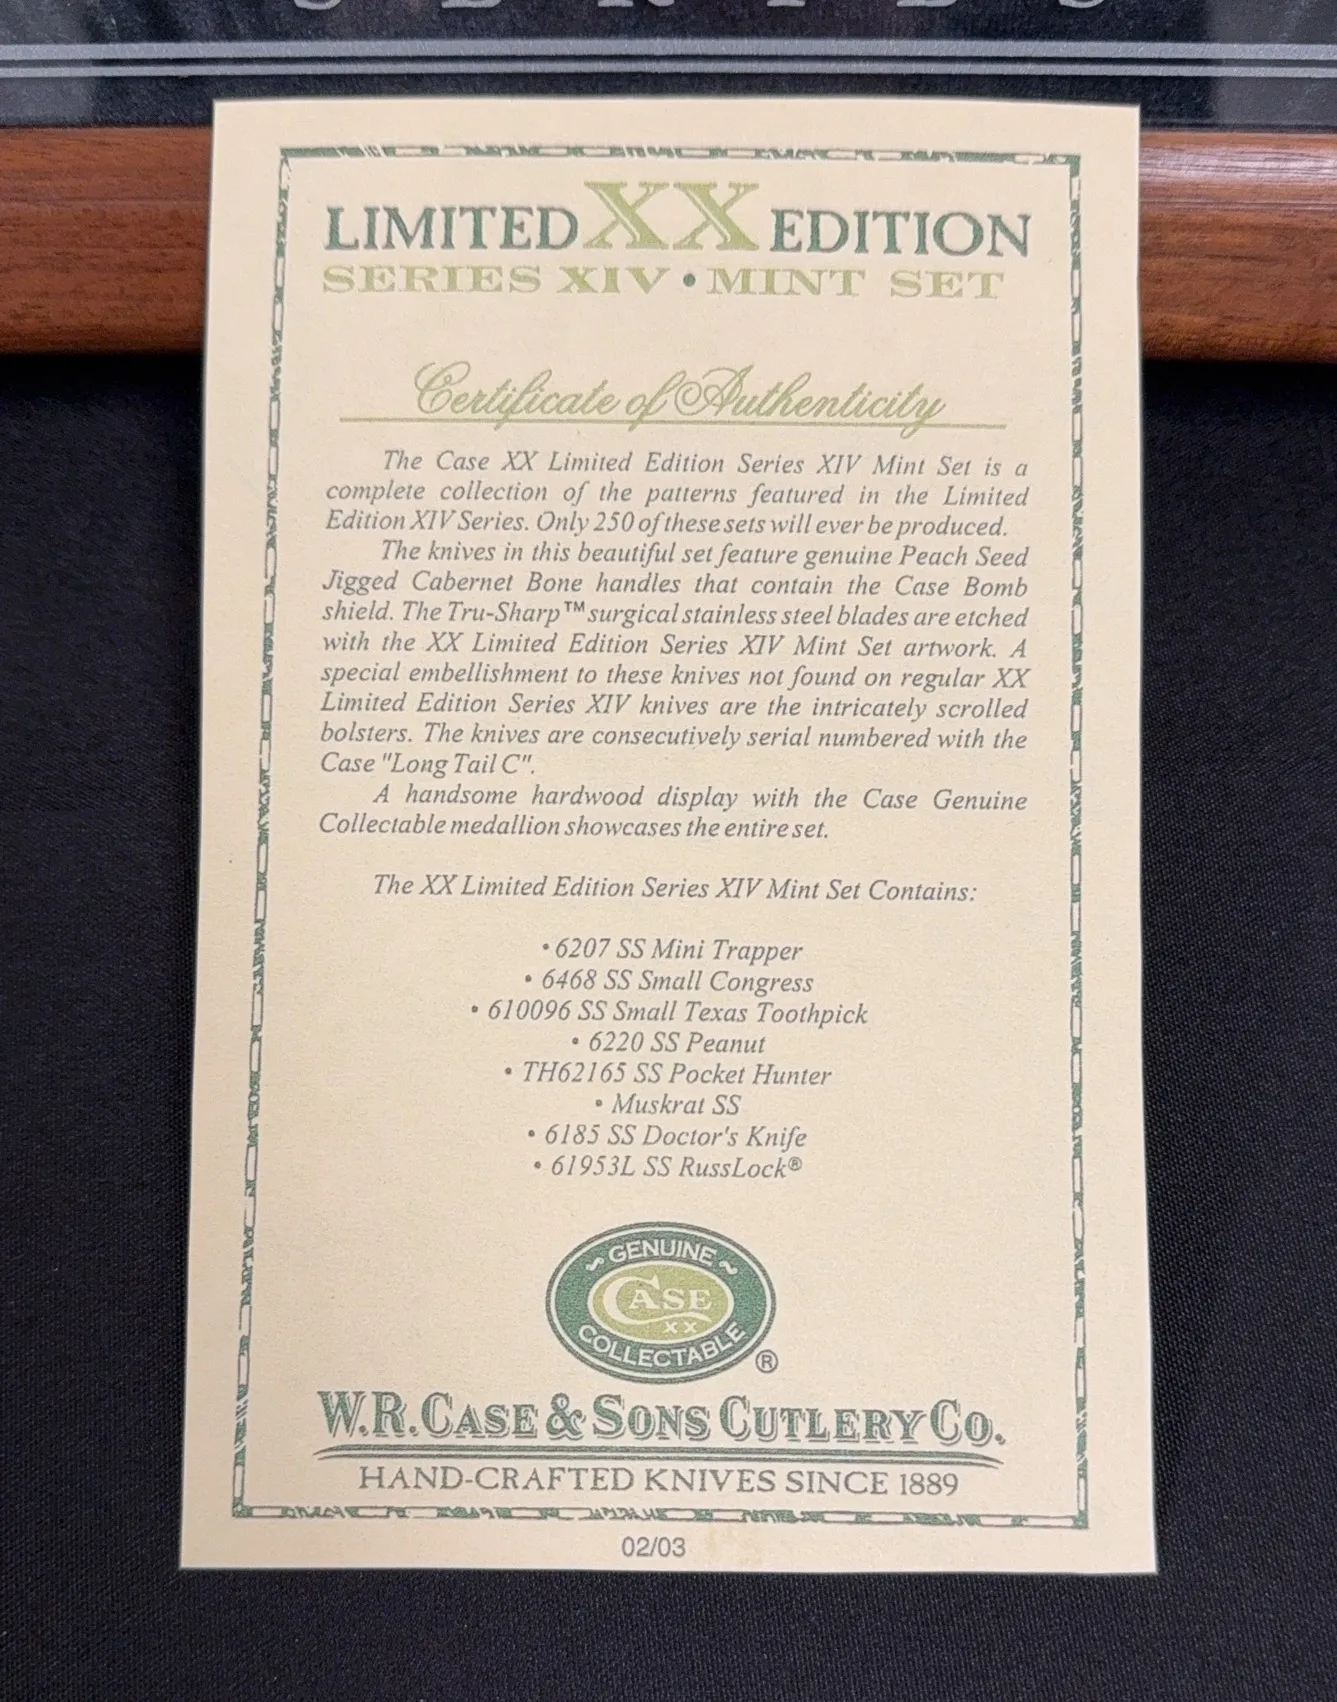 SERIES
LIMITED XX EDITION
SERIES XIV • MINT SET
Certificate of Authenticity
The Case XX Limited Edition Series XIV Mint Set is a
complete collection of the patterns featured in the Limited
Edition XIV Series. Only 250 of these sets will ever be produced.
The knives in this beautiful set feature genuine Peach Seed
Jigged Cabernet Bone handles that contain the Case Bomb
shield. The Tru-Sharp™ surgical stainless steel blades are etched
with the XX Limited Edition Series XIV Mint Set artwork. A
special embellishment to these knives not found on regular XX
Limited Edition Series XIV knives are the intricately scrolled
bolsters. The knives are consecutively serial numbered with the
Case "Long Tail C".
A handsome hardwood display with the Case Genuine
Collectable medallion showcases the entire set.
The XX Limited Edition Series XIV Mint Set Contains:
• 6207 SS Mini Trapper
• 6468 SS Small Congress
• 610096 SS Small Texas Toothpick
• 6220 SS Peanut
• TH62165 SS Pocket Hunter
• Muskrat SS
• 6185 SS Doctor's Knife
• 61953L SS RussLock®
GENUINE
CASE
XX
COLLECTABLE
®
W.R. CASE & SONS CUTLERY CO.
HAND-CRAFTED KNIVES SINCE 1889
02/03